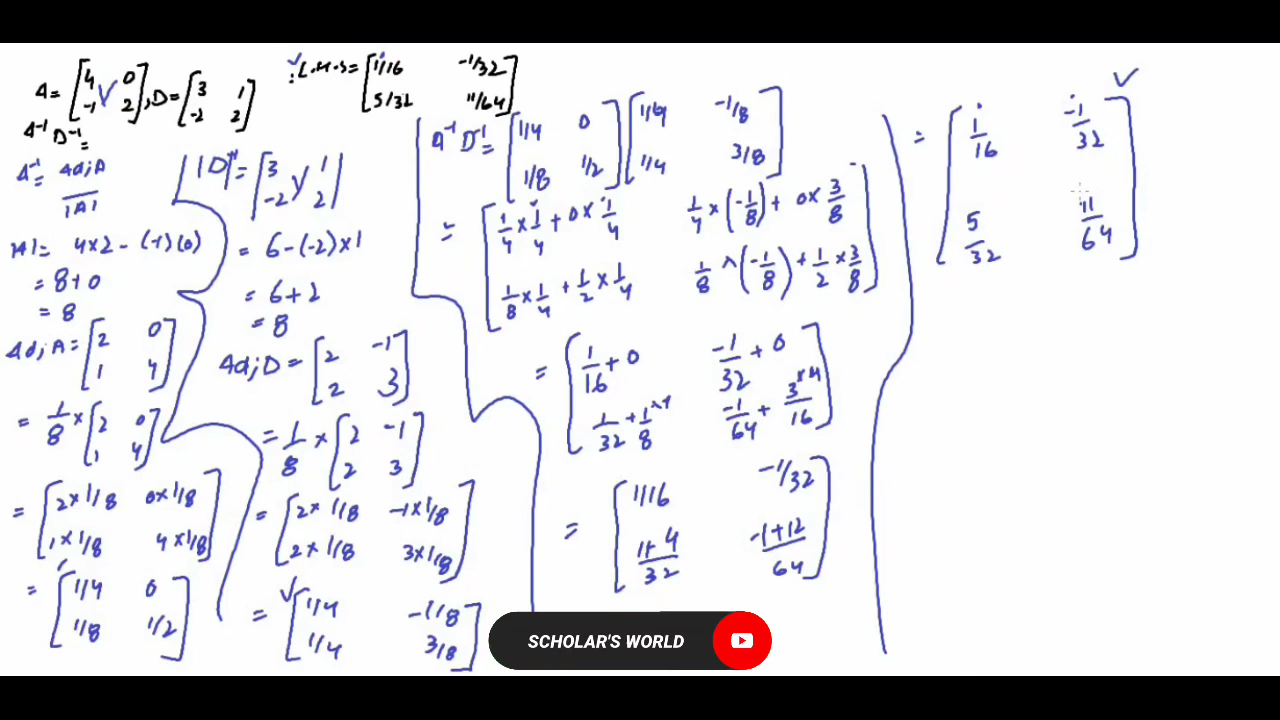 A = [4 0 -1 2], D = [3 1 -2 2]
A⁻¹ D⁻¹ =
∴ L.H.S = [1/16 -1/32 5/32 11/64]
A⁻¹ = AdjA / |A|
|A| = 4×2 - (-1)(0)
= 8+0
= 8
AdjA = [2 0 1 4]
= 1/8 × [2 0 1 4]
= [2×1/8 0×1/8 1×1/8 4×1/8]
= [1/4 0 1/8 1/2]
|D| = [3 1 -2 2]
= 6-(-2)×1
= 6+2
= 8
AdjD = [2 -1 2 3]
= 1/8 × [2 -1 2 3]
= [2×1/8 -1×1/8 2×1/8 3×1/8]
= [1/4 -1/8 1/4 3/8]
A⁻¹ D⁻¹ = [1/4 0 1/8 1/2] [1/4 -1/8 1/4 3/8]
= [1/4×1/4+0×1/4 1/4×(-1/8)+0×3/8
1/8×1/4+1/2×1/4 1/8×(-1/8)+1/2×3/8]
= [1/16+0 -1/32+0
1/32+1/8×4 -1/64+3×4/16]
= [1/16 -1/32
1+4/32 -1+12/64]
= [1/16 -1/32
5/32 11/64]
SCHOLAR'S WORLD